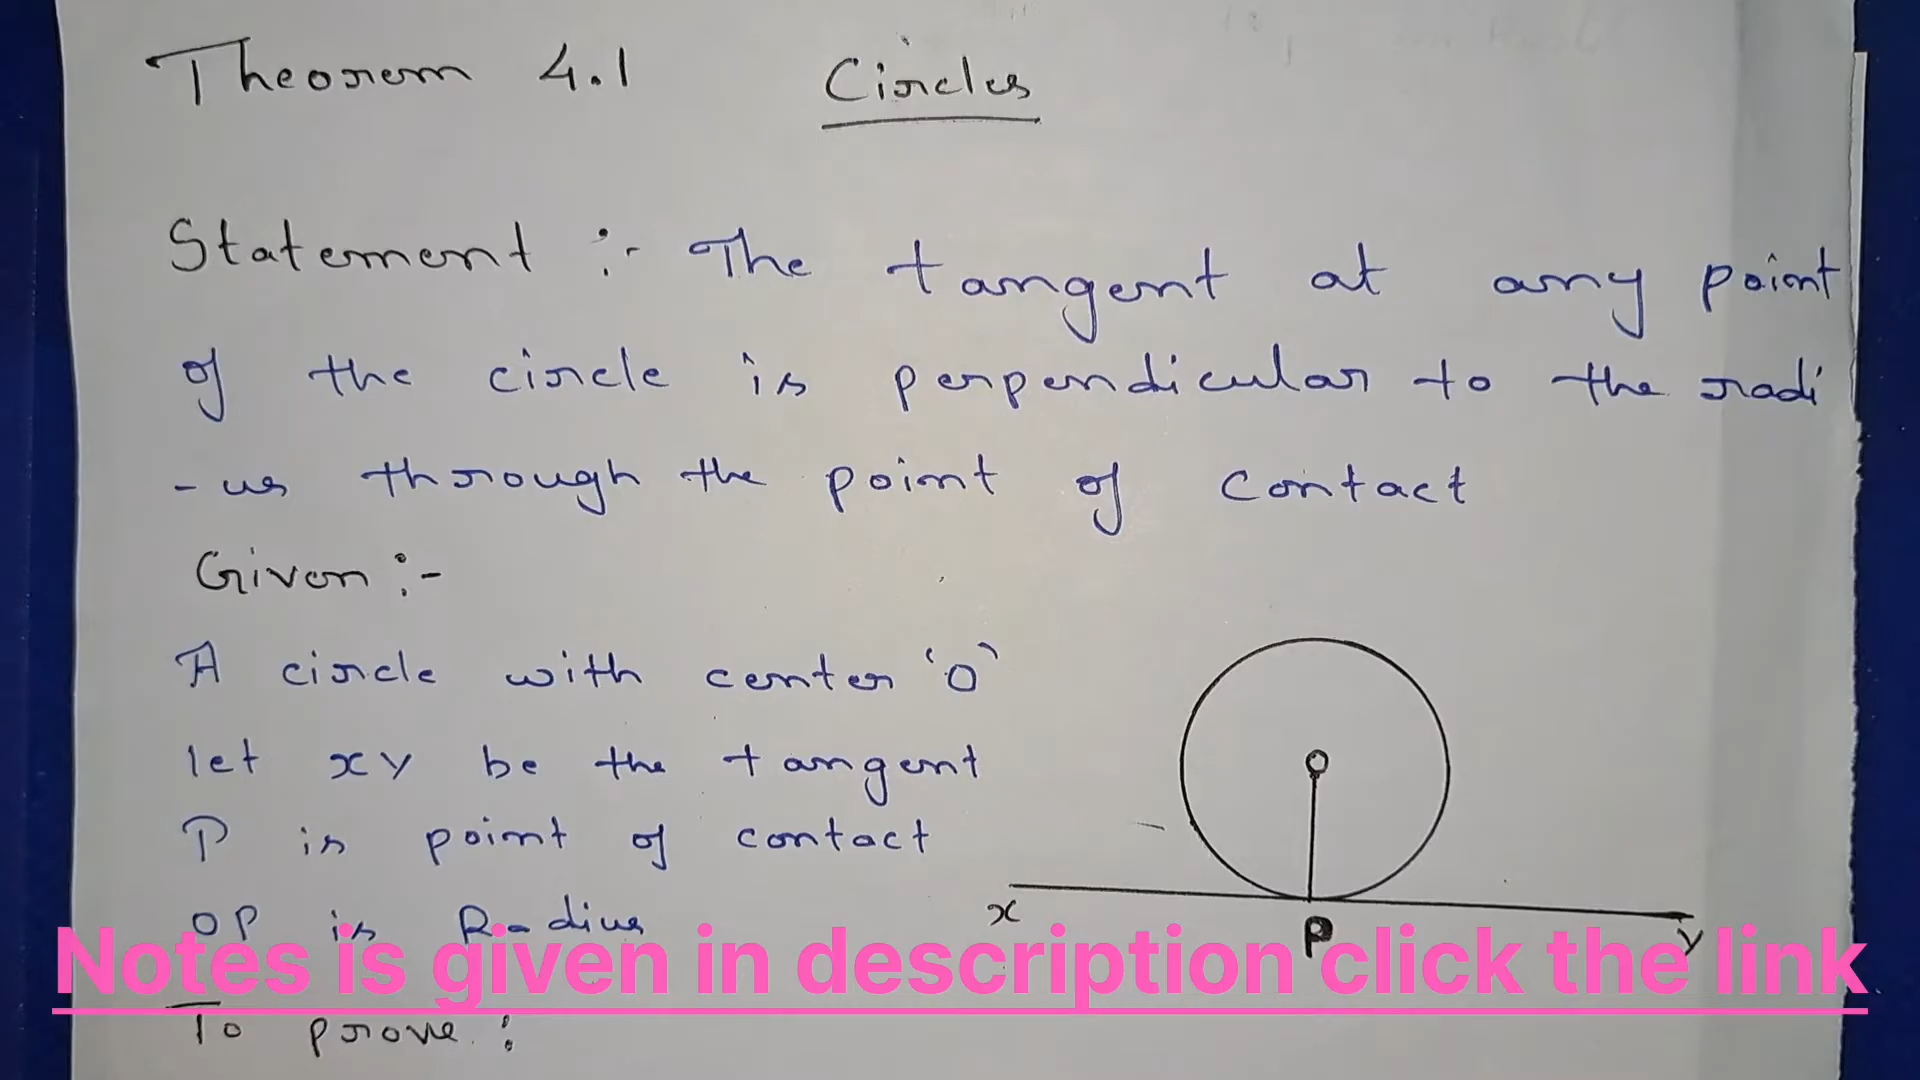 Theorem 4.1 Circles
Statement :- The tangent at any point
of the circle is perpendicular to the radi
-us through the point of contact
Given :-
A circle with center 'O'
let xy be the tangent
P is point of contact
OP is Radius
O
x
P
y
Notes is given in description click the link
To prove :